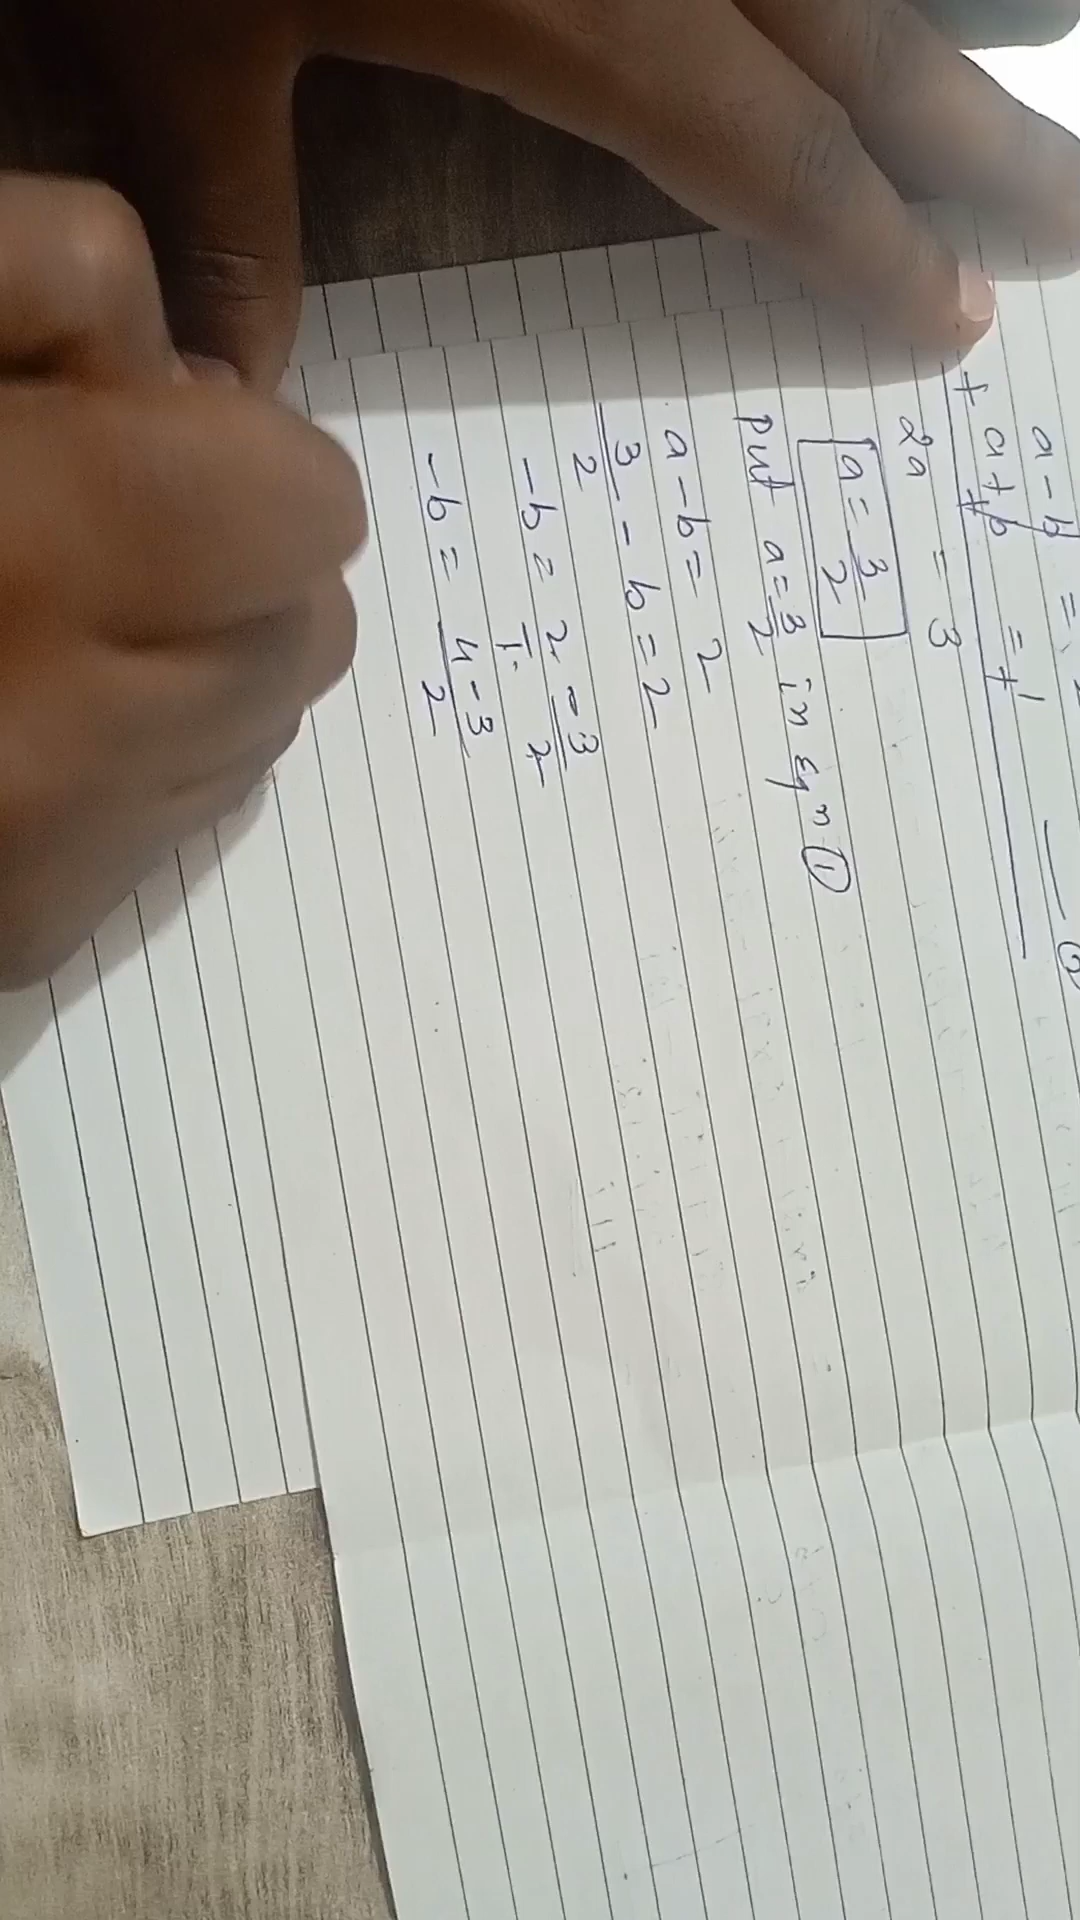 a - b =
+ a + b = + 1
2a = 3
a = 3/2
put a = 3/2 in eqn ①
a - b = 2
3/2 - b = 2
-b = 2/1 - 3/2
-b = 4-3/2